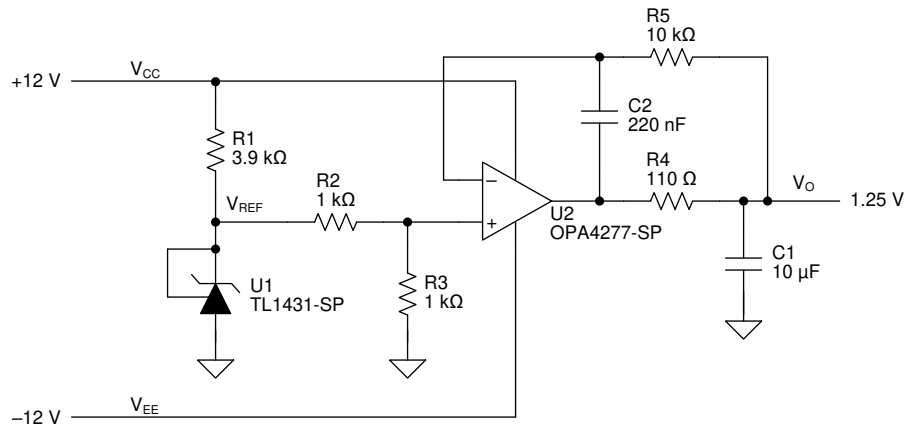 R5
10 kΩ
+12 V
VCC
C2
220 nF
R1
3.9 kΩ
R4
110 Ω
R2
1 kΩ
VREF
−
+
VO
1.25 V
U2
OPA4277-SP
C1
10 µF
R3
1 kΩ
U1
TL1431-SP
−12 V
VEE